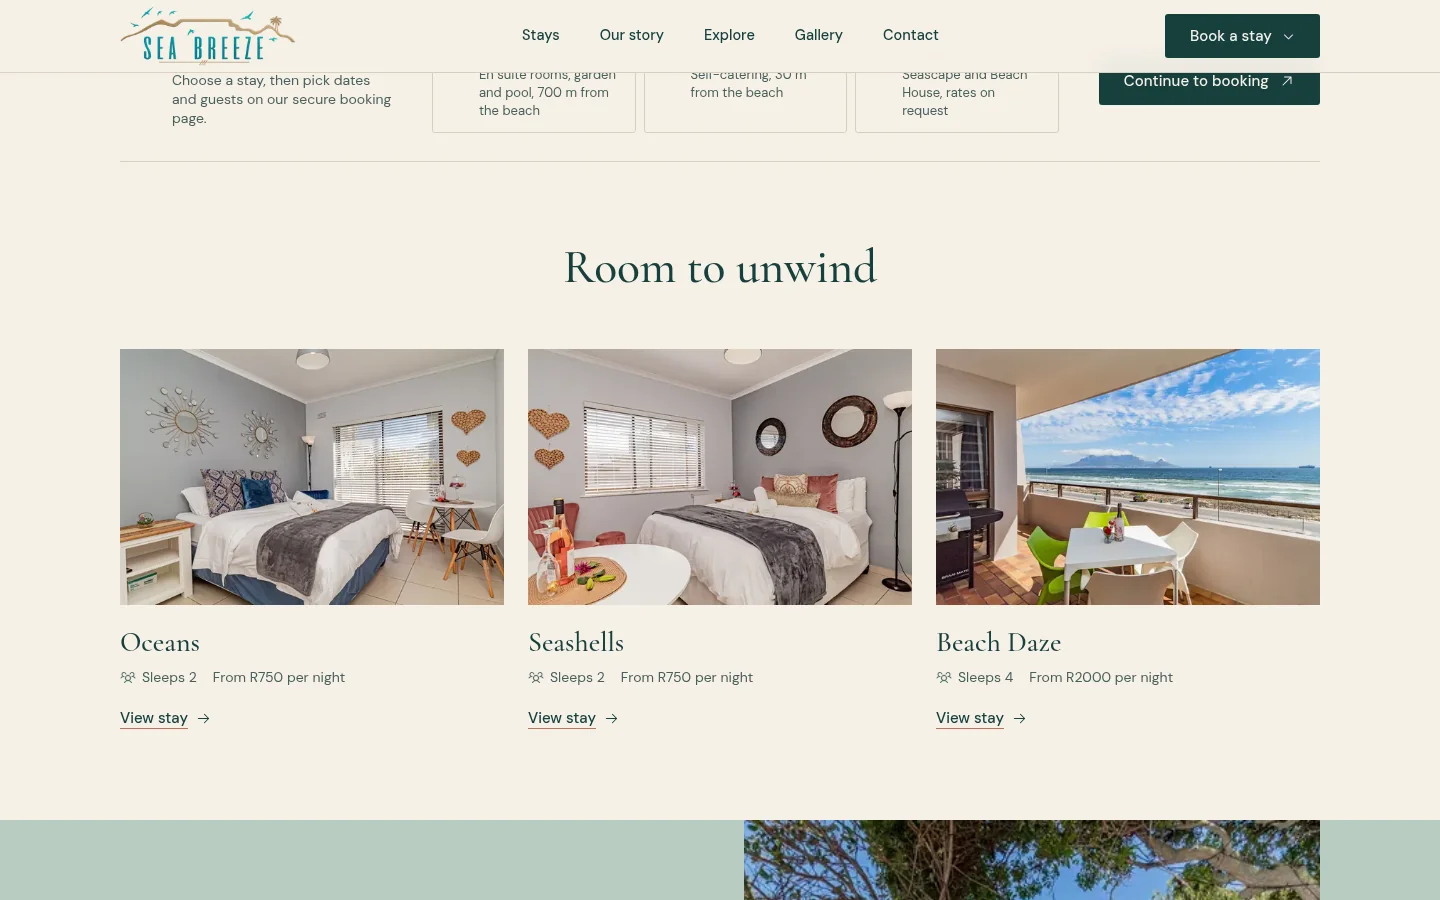 SEA BREEZE
Stays
Our story
Explore
Gallery
Contact
Book a stay
Choose a stay, then pick dates
and guests on our secure booking
page.
En suite rooms, garden
and pool, 700 m from
the beach
Self-catering, 30 m
from the beach
Seascape and Beach
House, rates on
request
Continue to booking
Room to unwind
Oceans
Sleeps 2 From R750 per night
View stay
Seashells
Sleeps 2 From R750 per night
View stay
Beach Daze
Sleeps 4 From R2000 per night
View stay